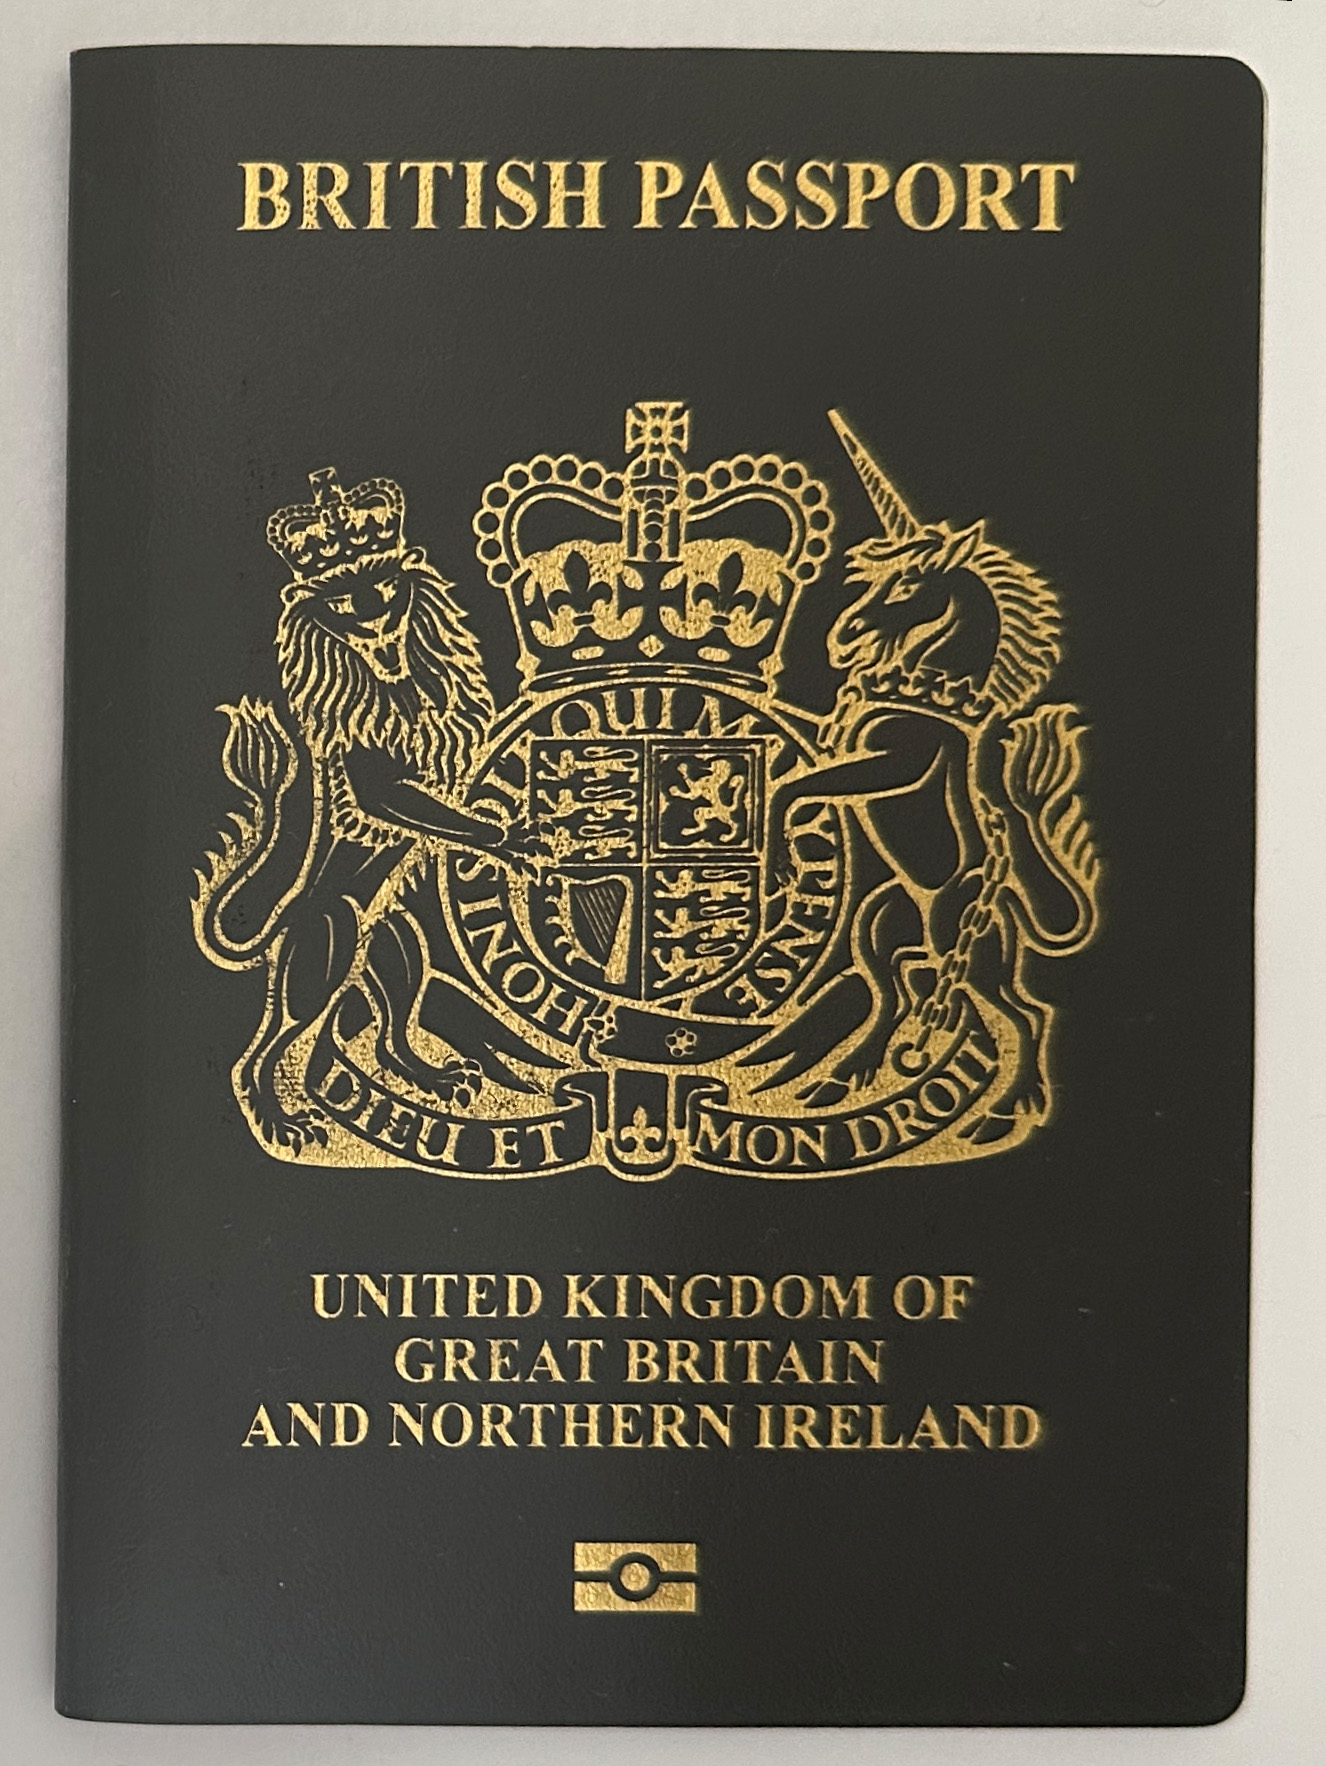 BRITISH PASSPORT
HONI SOIT QUI MAL Y PENSE
DIEU ET MON DROIT
UNITED KINGDOM OF
GREAT BRITAIN
AND NORTHERN IRELAND